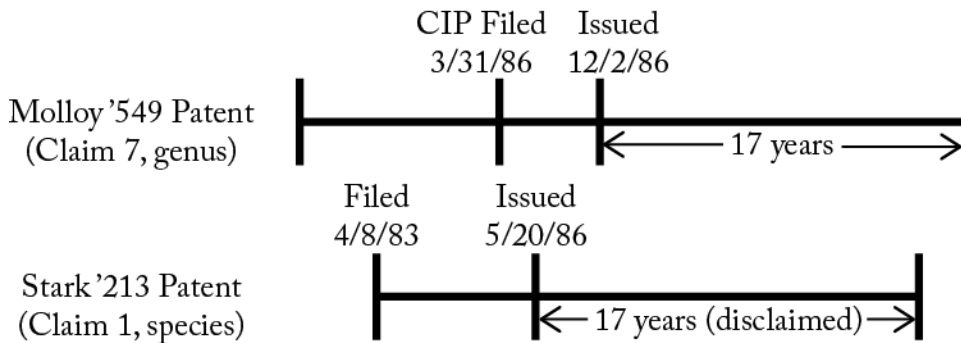 CIP Filed
3/31/86
Issued
12/2/86
Molloy ’549 Patent
(Claim 7, genus)
17 years
Filed
4/8/83
Issued
5/20/86
Stark ’213 Patent
(Claim 1, species)
17 years (disclaimed)